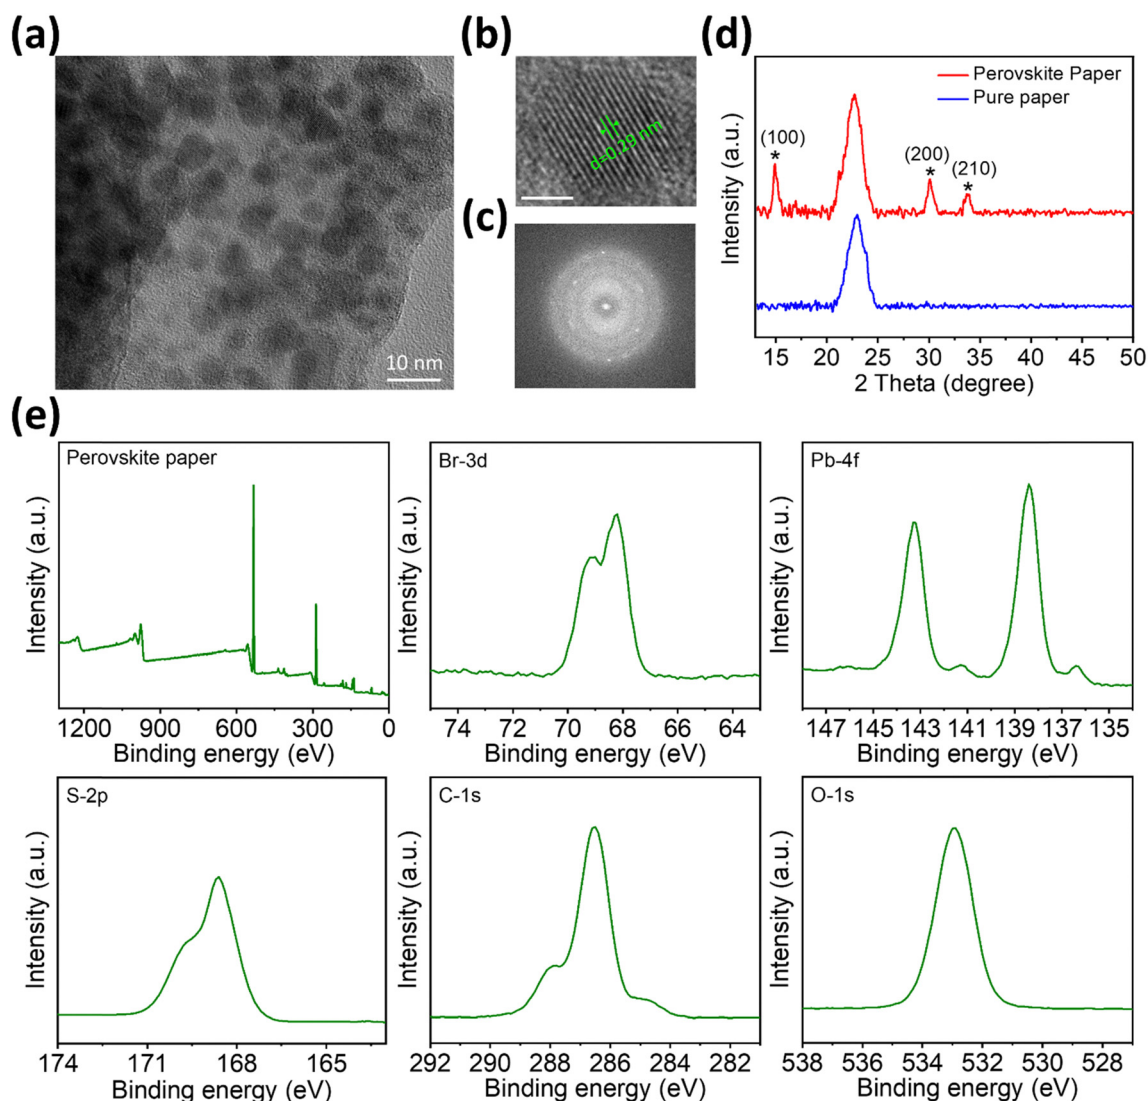 (a)
10 nm
(b)
d=0.29 nm
(c)
(d)
Perovskite Paper
Pure paper
(100)
*
(200)
*
(210)
*
Intensity (a.u.)
15 20 25 30 35 40 45 50
2 Theta (degree)
(e)
Perovskite paper
Intensity (a.u.)
1200 900 600 300 0
Binding energy (eV)
Br-3d
Intensity (a.u.)
74 72 70 68 66 64
Binding energy (eV)
Pb-4f
Intensity (a.u.)
147 145 143 141 139 137 135
Binding energy (eV)
S-2p
Intensity (a.u.)
174 171 168 165
Binding energy (eV)
C-1s
Intensity (a.u.)
292 290 288 286 284 282
Binding energy (eV)
O-1s
Intensity (a.u.)
538 536 534 532 530 528
Binding energy (eV)